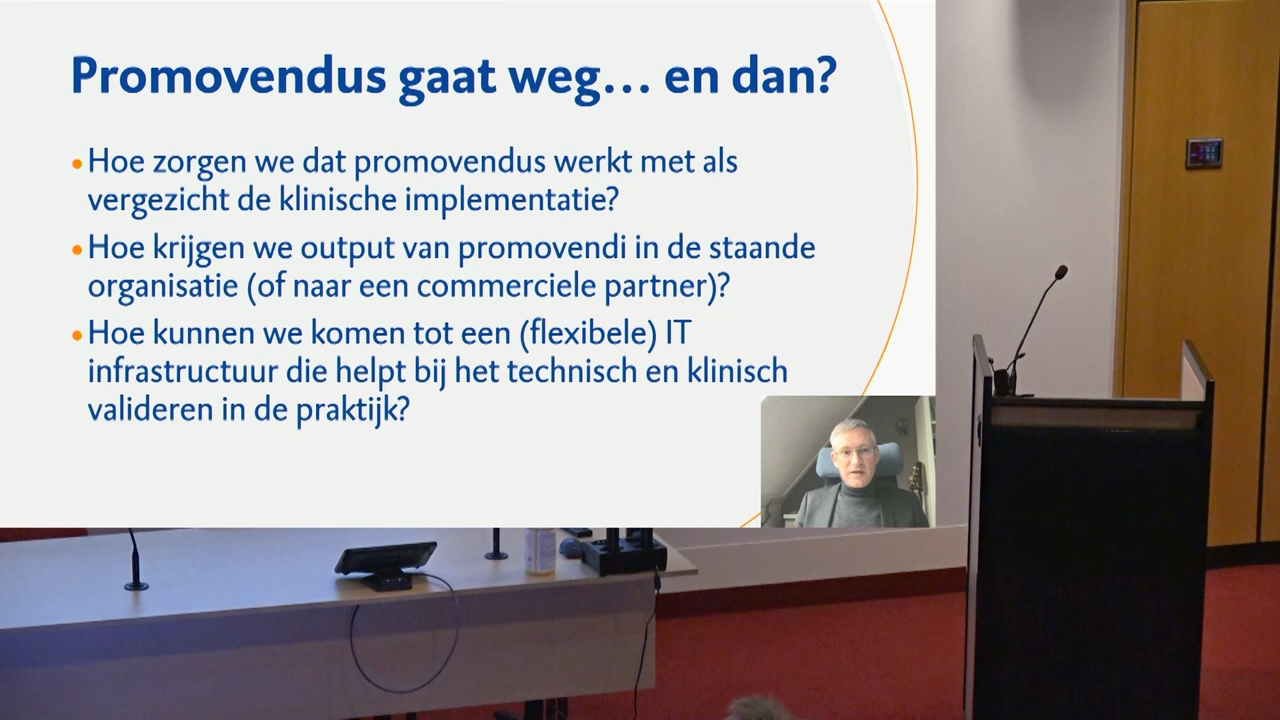 Promovendus gaat weg… en dan?
•Hoe zorgen we dat promovendus werkt met als
vergezicht de klinische implementatie?
•Hoe krijgen we output van promovendi in de staande
organisatie (of naar een commerciele partner)?
•Hoe kunnen we komen tot een (flexibele) IT
infrastructuur die helpt bij het technisch en klinisch
valideren in de praktijk?